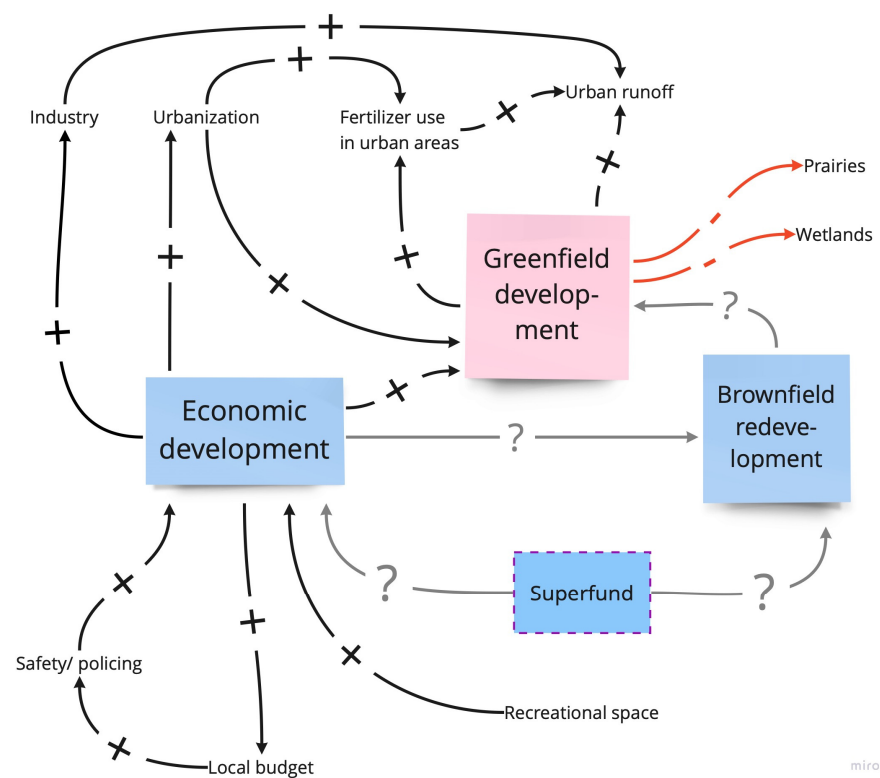 +
+
Industry
Urbanization
Fertilizer use
in urban areas
+
Urban runoff
+
Prairies
Wetlands
Greenfield
develop-
ment
+
+
+
?
+
Brownfield
redeve-
lopment
Economic
development
+
?
+
?
Superfund
?
+
+
Safety/ policing
Recreational space
+
Local budget
miro